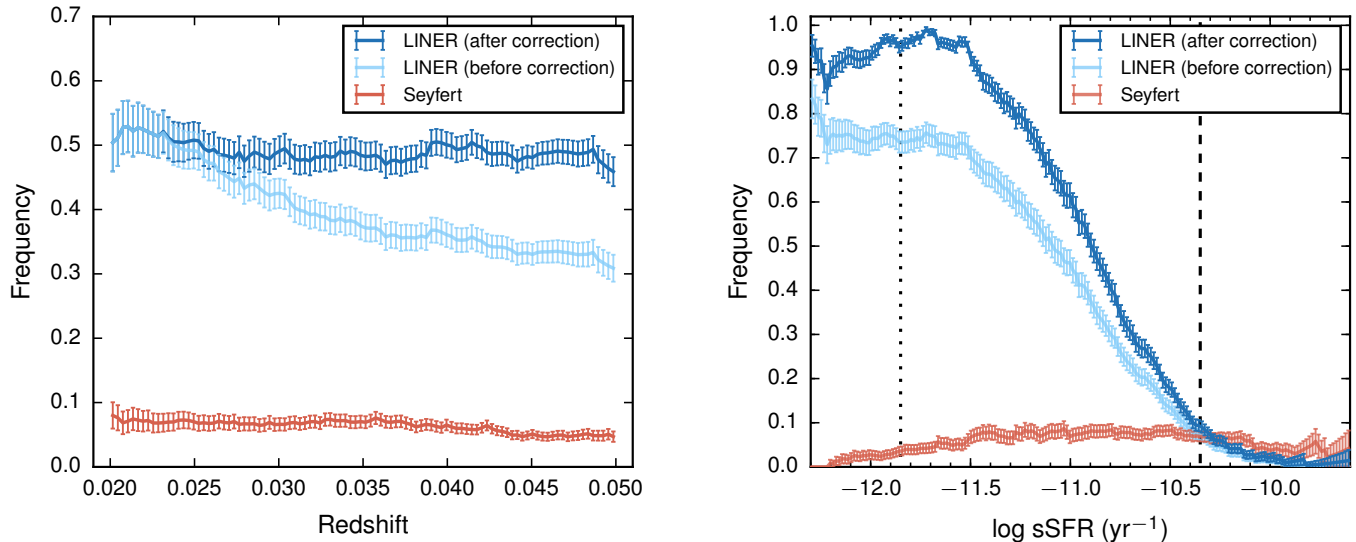 0.7
0.6
0.5
0.4
0.3
0.2
0.1
0.0
Frequency
LINER (after correction)
LINER (before correction)
Seyfert
0.020 0.025 0.030 0.035 0.040 0.045 0.050
Redshift
1.0
0.9
0.8
0.7
0.6
0.5
0.4
0.3
0.2
0.1
0.0
Frequency
LINER (after correction)
LINER (before correction)
Seyfert
−12.0 −11.5 −11.0 −10.5 −10.0
log sSFR (yr⁻¹)